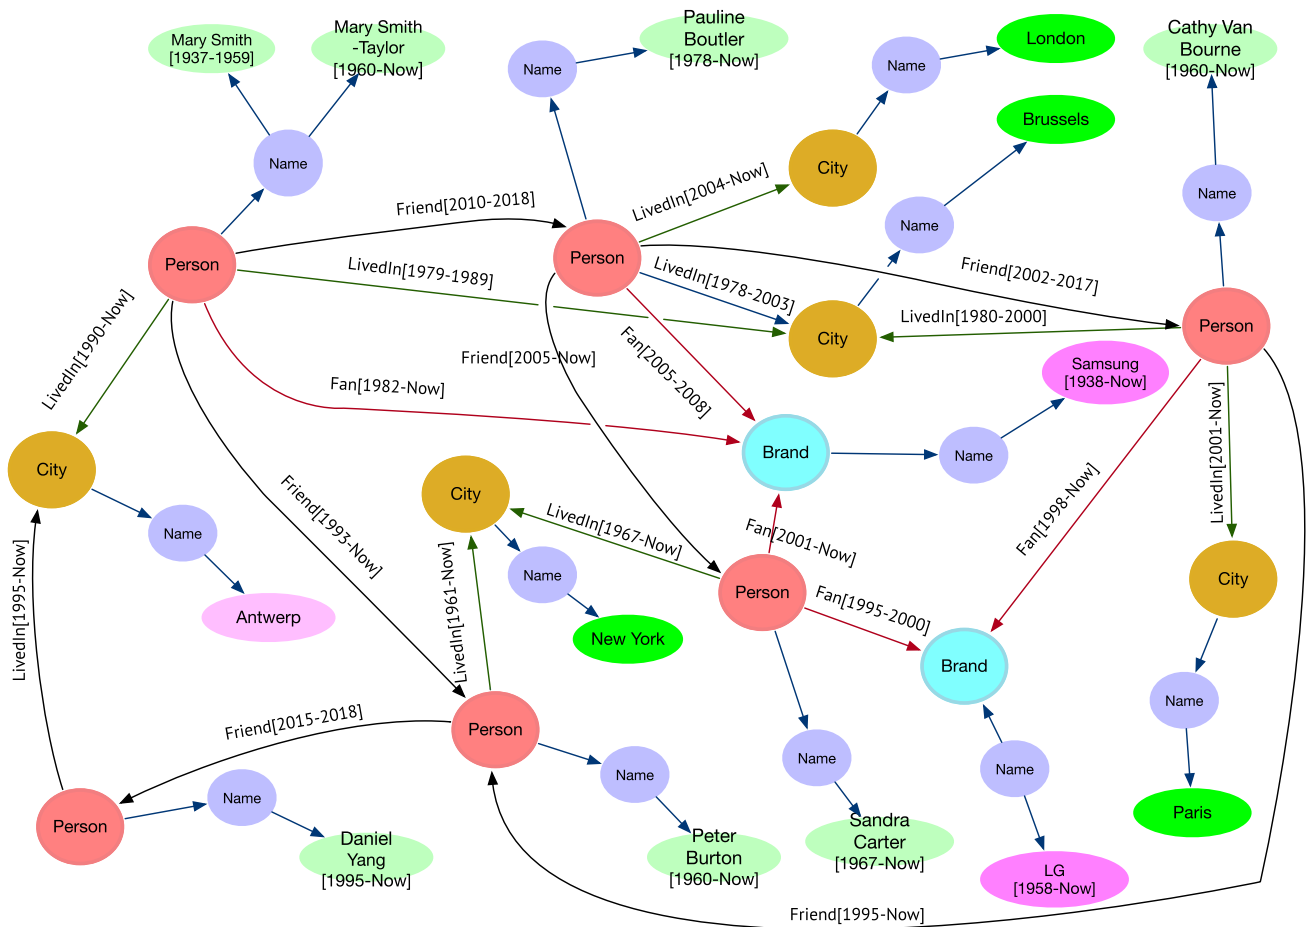 Mary Smith
[1937-1959]
Mary Smith
-Taylor
[1960-Now]
Pauline
Boutler
[1978-Now]
London
Cathy Van
Bourne
[1960-Now]
Name
Name
Brussels
Name
City
Name
Name
Friend[2010-2018]
LivedIn[2004-Now]
Name
Person
Person
LivedIn[1979-1989]
LivedIn[1978-2003]
Friend[2002-2017]
LivedIn[1990-Now]
City
LivedIn[1980-2000]
Person
Friend[2005-Now]
Fan[2005-2008]
Samsung
[1938-Now]
Fan[1982-Now]
Brand
Name
LivedIn[2001-Now]
City
City
Friend[1993-Now]
LivedIn[1967-Now]
Fan[2001-Now]
Fan[1998-Now]
Name
Name
City
LivedIn[1995-Now]
Antwerp
LivedIn[1961-Now]
New York
Person
Fan[1995-2000]
Brand
Name
Friend[2015-2018]
Person
Name
Name
Name
Name
Paris
Person
Daniel
Yang
[1995-Now]
Peter
Burton
[1960-Now]
Sandra
Carter
[1967-Now]
LG
[1958-Now]
Friend[1995-Now]